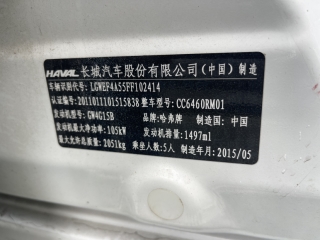 HAVAL 长城汽车股份有限公司(中国)制造
车辆识别代号: LGWEF4A55FF102414
2011011101515838 整车型号: CC6460RM01
发动机型号: GW4G15B 品牌:哈弗牌 制造国: 中国
发动机最大净功率: 105kW 发动机排量: 1497ml
最大允许总质量: 2051kg 乘坐人数: 5人 制造年月: 2015/05